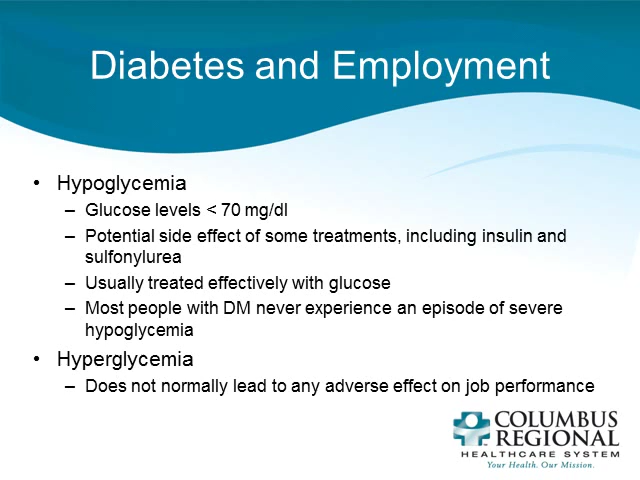 Diabetes and Employment
• Hypoglycemia
– Glucose levels < 70 mg/dl
– Potential side effect of some treatments, including insulin and
sulfonylurea
– Usually treated effectively with glucose
– Most people with DM never experience an episode of severe
hypoglycemia
• Hyperglycemia
– Does not normally lead to any adverse effect on job performance
COLUMBUS
REGIONAL
HEALTHCARE SYSTEM
Your Health. Our Mission.